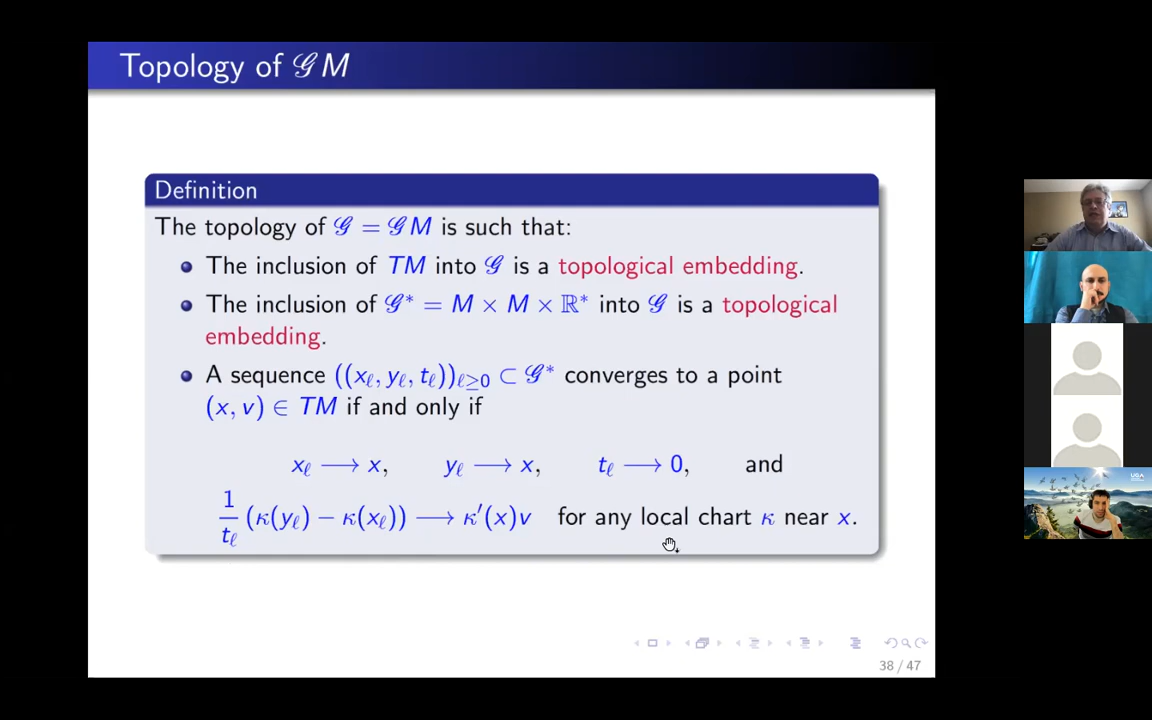 Topology of 𝒢M
Definition
The topology of 𝒢 = 𝒢M is such that:
The inclusion of TM into 𝒢 is a topological embedding.
The inclusion of 𝒢* = M × M × ℝ* into 𝒢 is a topological
embedding.
A sequence ((xℓ, yℓ, tℓ))ℓ≥0 ⊂ 𝒢* converges to a point
(x, v) ∈ TM if and only if
xℓ ⟶ x, yℓ ⟶ x, tℓ ⟶ 0, and
1/tℓ (κ(yℓ) − κ(xℓ)) ⟶ κ′(x)v for any local chart κ near x.
38 / 47
UGA